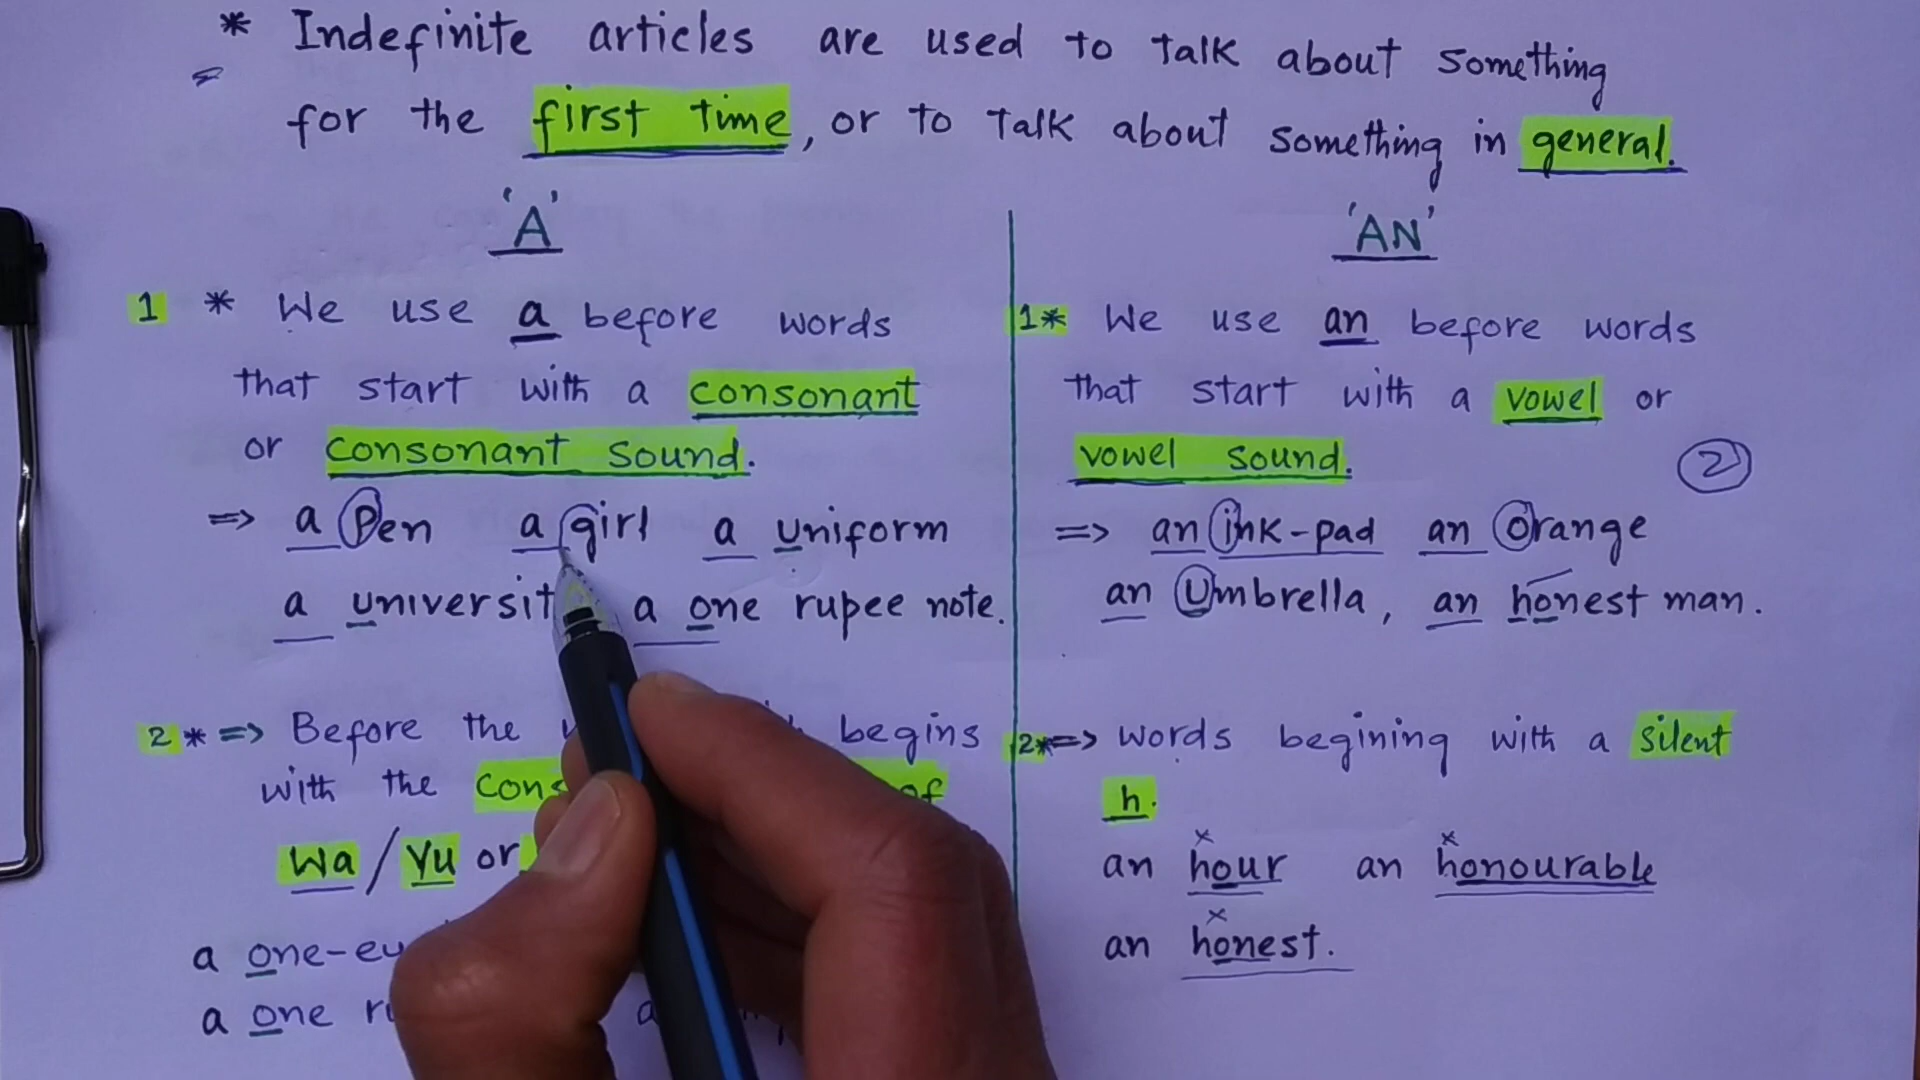 * Indefinite articles are used to talk about something
for the first time, or to talk about something in general.
'A'
1 * We use a before words
that start with a consonant
or consonant sound.
=> a Pen a girl a uniform
a universit a one rupee note.
2 * => Before the begins
with the of
Wa / Yu or
a one-ey
a one
a
'AN'
1* We use an before words
that start with a vowel or
vowel sound.
2
=> an ink-pad an orange
an Umbrella, an honest man.
2* => words begining with a silent
h.
an hour an honourable
an honest.